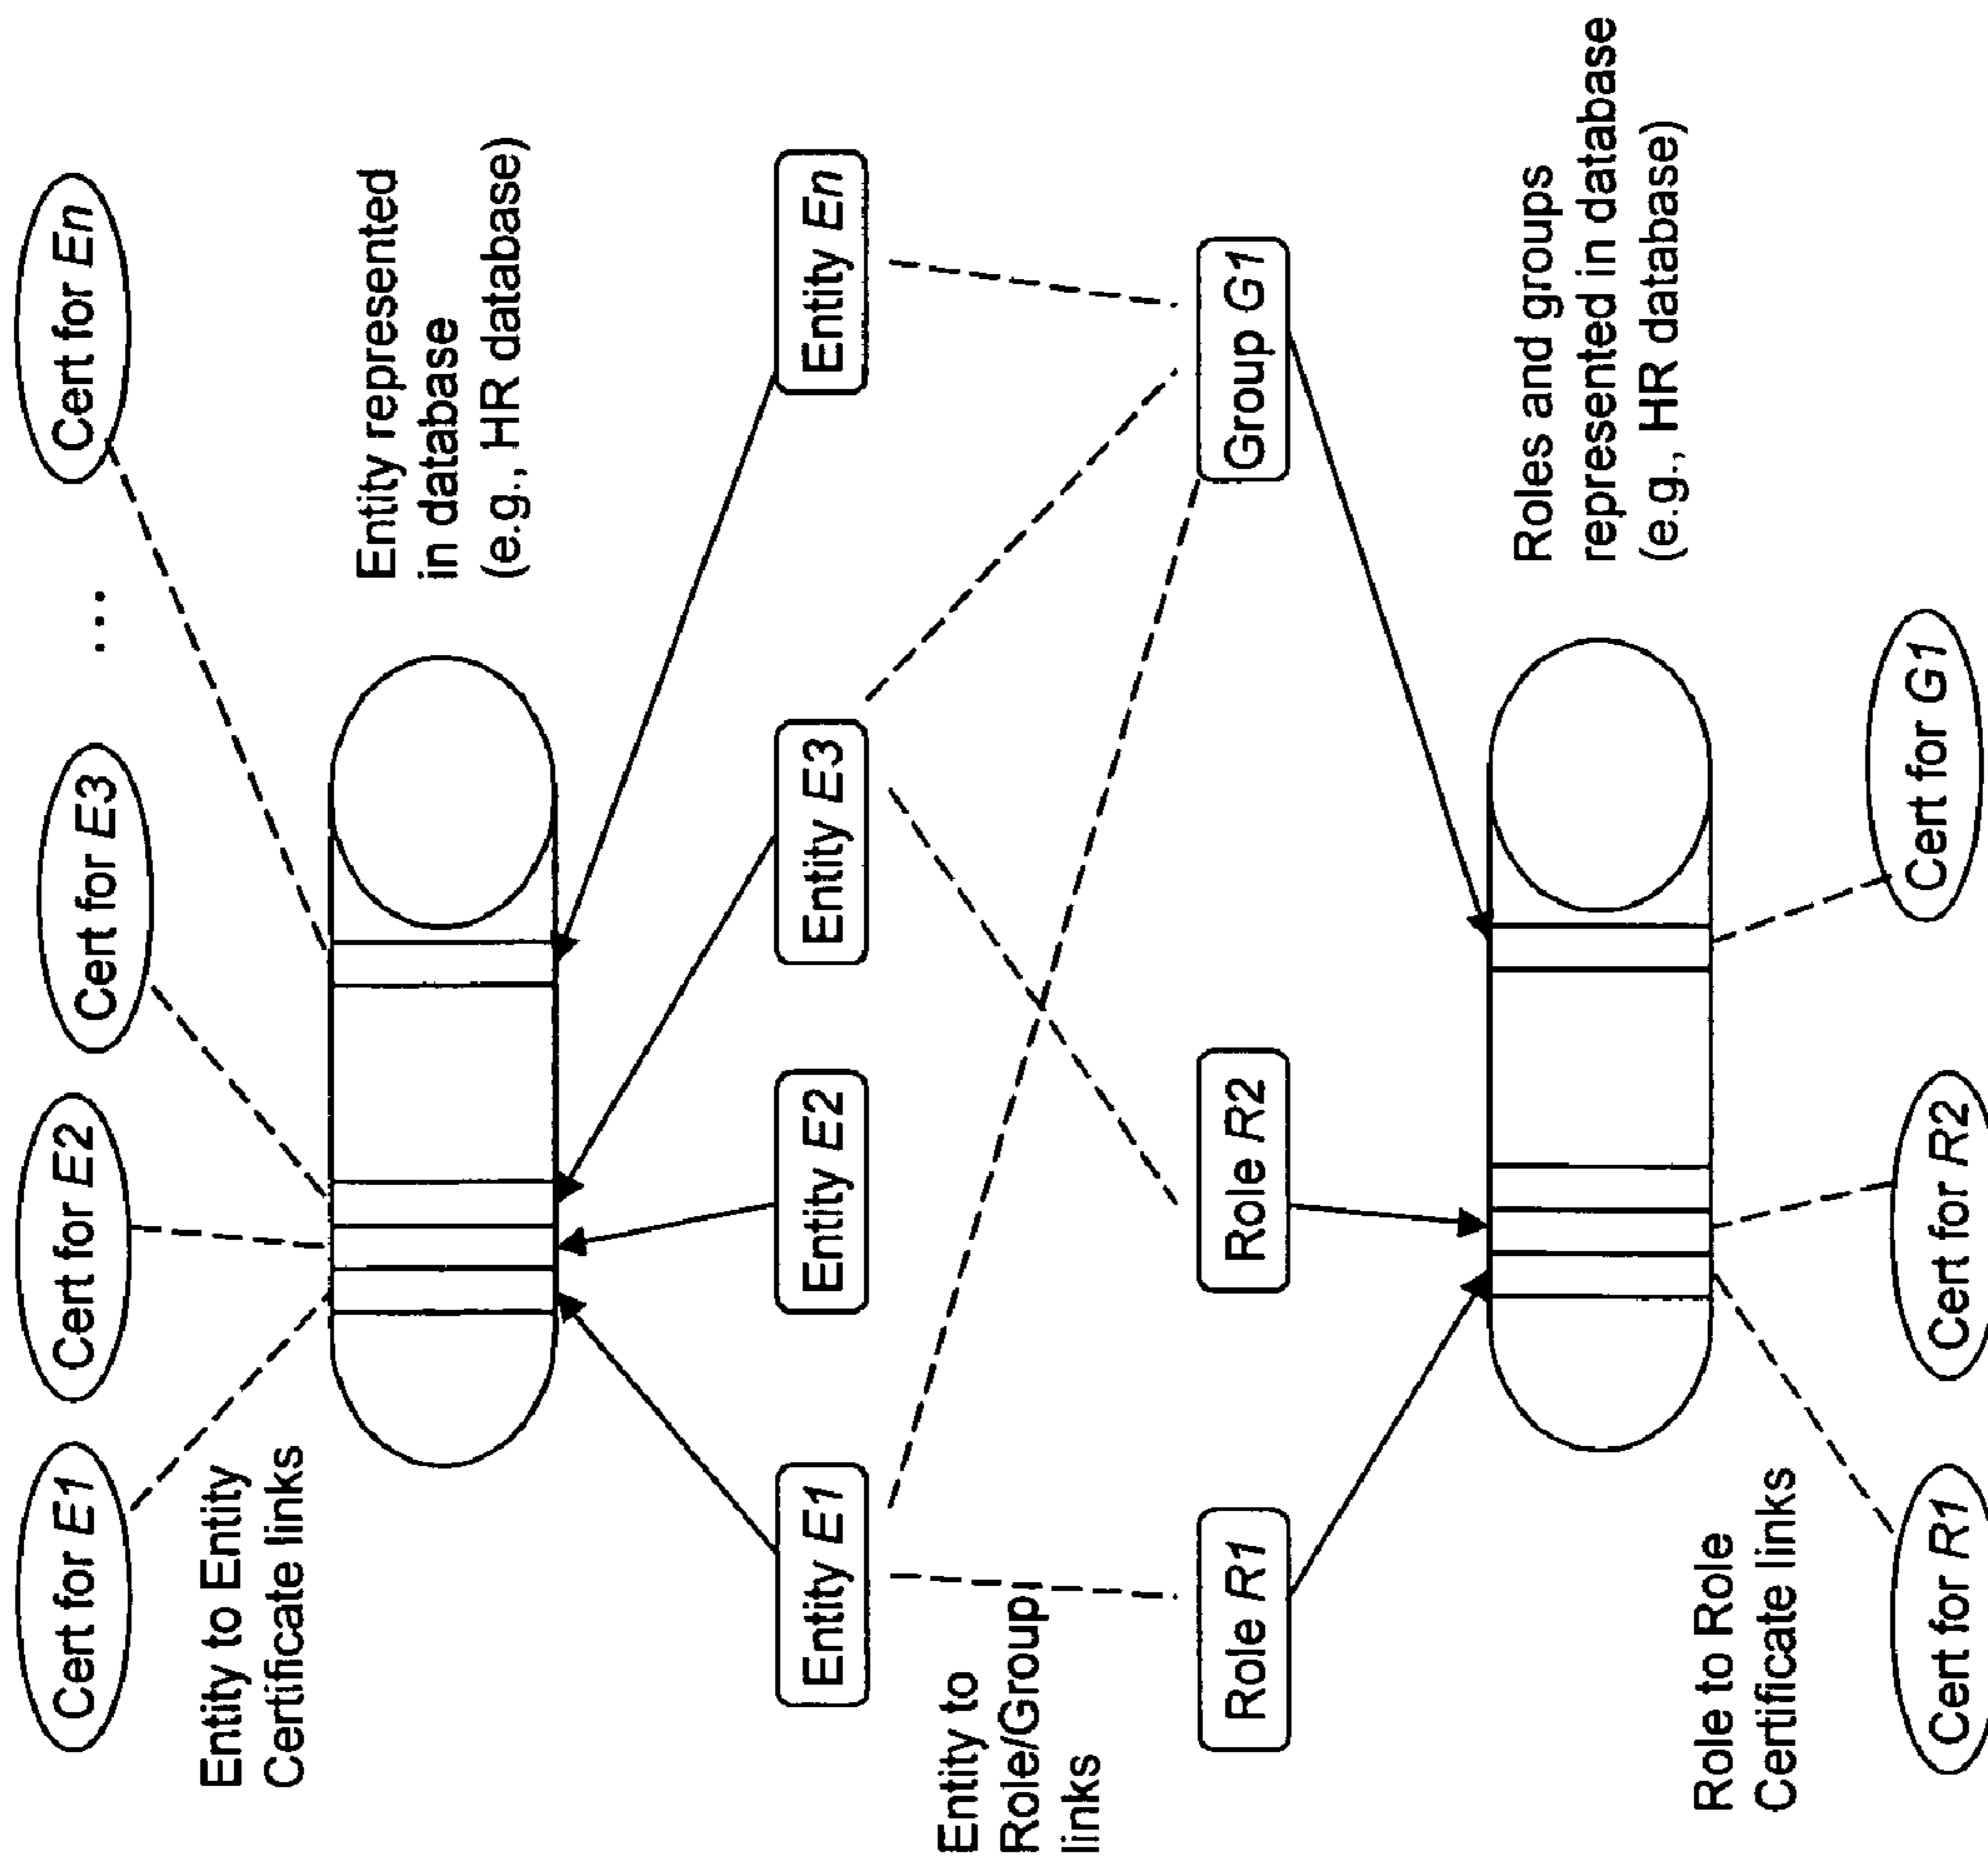 Cert for E1
Cert for E2
Cert for E3
...
Cert for En
Entity to Entity
Certificate links
Entity represented
in database
(e.g., HR database)
Entity E1
Entity E2
Entity E3
Entity En
Entity to
Role/Group
links
Role R1
Role R2
Group G1
Roles and groups
represented in database
(e.g., HR database)
Role to Role
Certificate links
Cert for R1
Cert for R2
Cert for G1